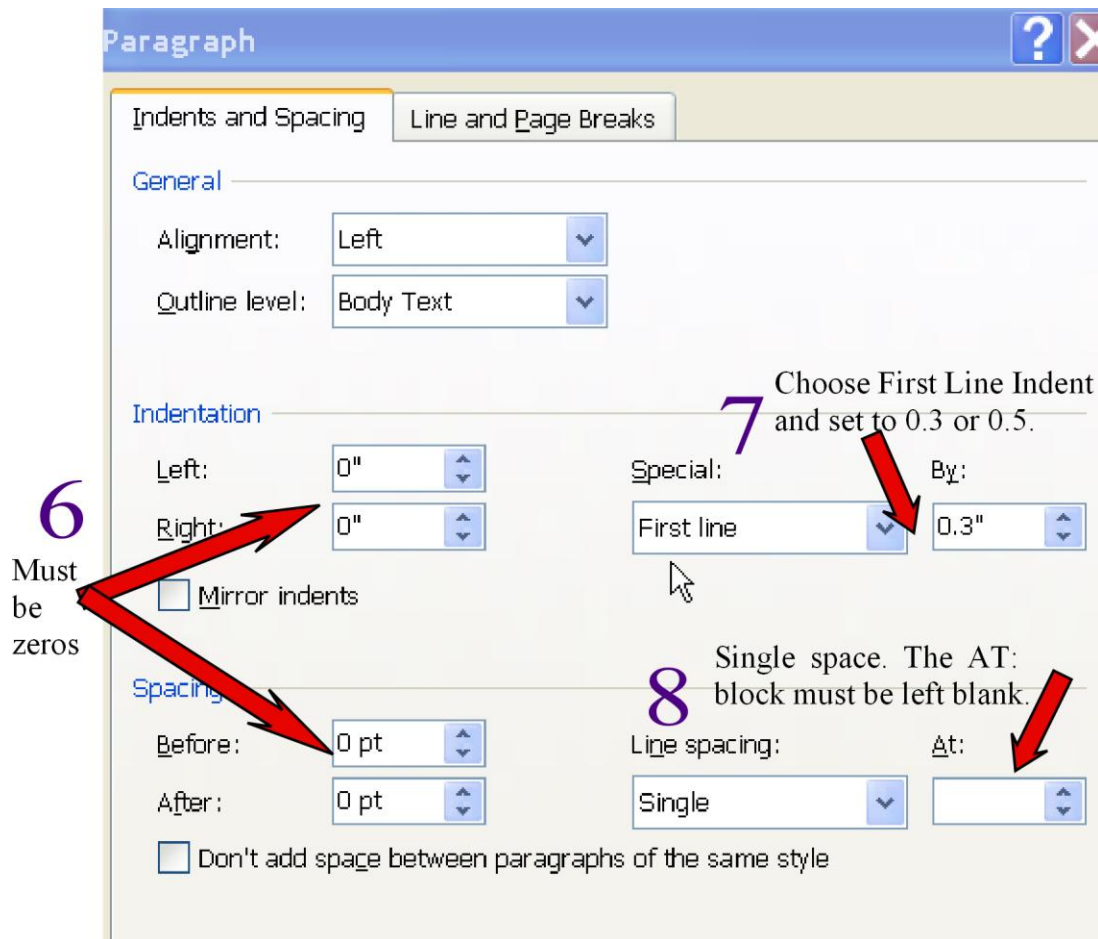 Paragraph
?
Indents and Spacing
Line and Page Breaks
General
Alignment:
Left
Outline level:
Body Text
7
Choose First Line Indent
and set to 0.3 or 0.5.
Indentation
Left:
0"
Special:
By:
6
Right:
0"
First line
0.3"
Must
be
zeros
Mirror indents
8
Single space. The AT:
block must be left blank.
Spacing
Before:
0 pt
Line spacing:
At:
After:
0 pt
Single
Don't add space between paragraphs of the same style